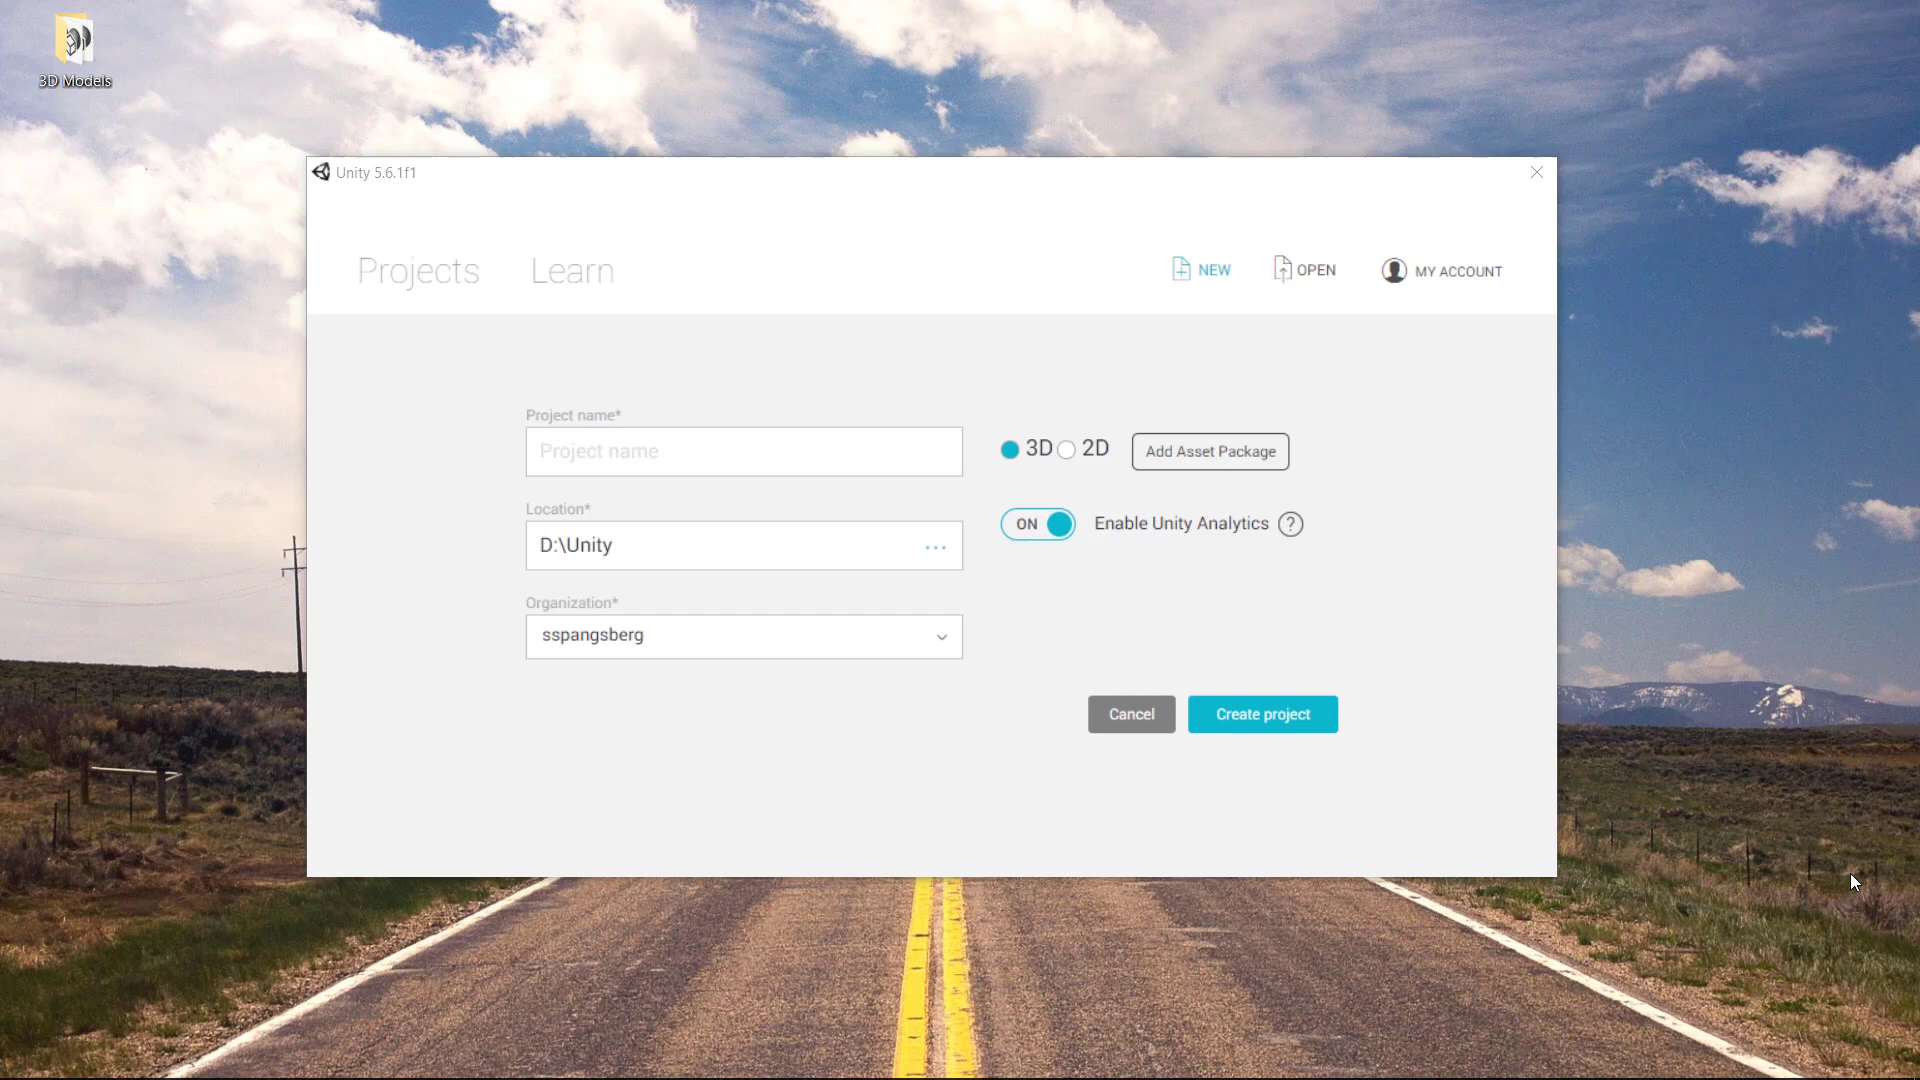 3D Models
Unity 5.6.1f1
Projects Learn NEW OPEN MY ACCOUNT
Project name*
Project name
3D 2D Add Asset Package
Location*
D:\Unity ...
ON Enable Unity Analytics ?
Organization*
sspangsberg
Cancel Create project